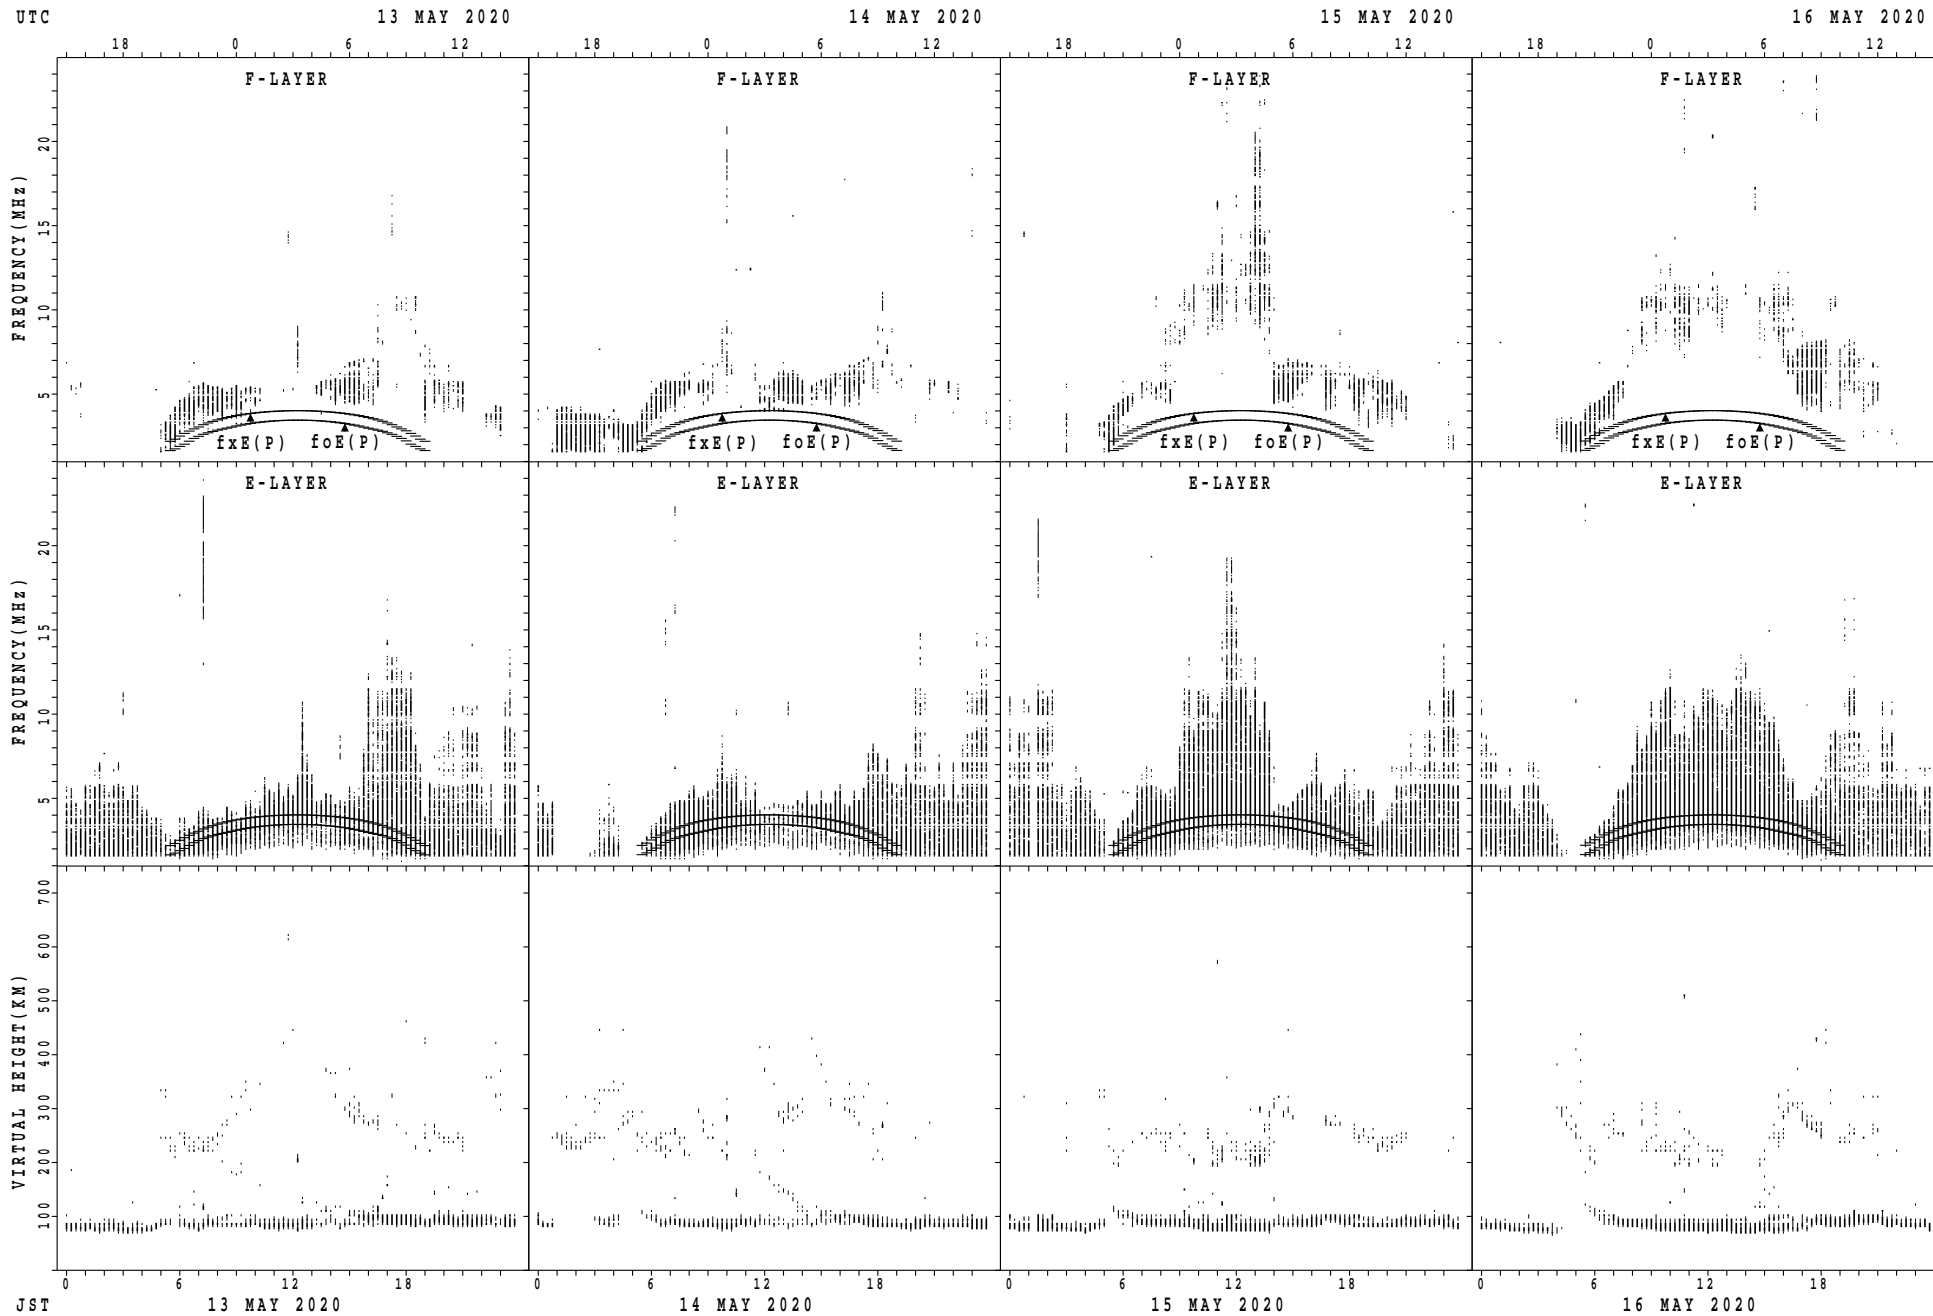 UTC 13 MAY 2020 14 MAY 2020 15 MAY 2020 16 MAY 2020
18 0 6 12 18 0 6 12 18 0 6 12 18 0 6 12
F-LAYER F-LAYER F-LAYER F-LAYER
FREQUENCY(MHz)
20
15
10
5
fxE(P) foE(P) fxE(P) foE(P) fxE(P) foE(P) fxE(P) foE(P)
E-LAYER E-LAYER E-LAYER E-LAYER
FREQUENCY(MHz)
20
15
10
5
VIRTUAL HEIGHT(KM)
700
600
500
400
300
200
100
0 6 12 18 0 6 12 18 0 6 12 18 0 6 12 18
JST 13 MAY 2020 14 MAY 2020 15 MAY 2020 16 MAY 2020